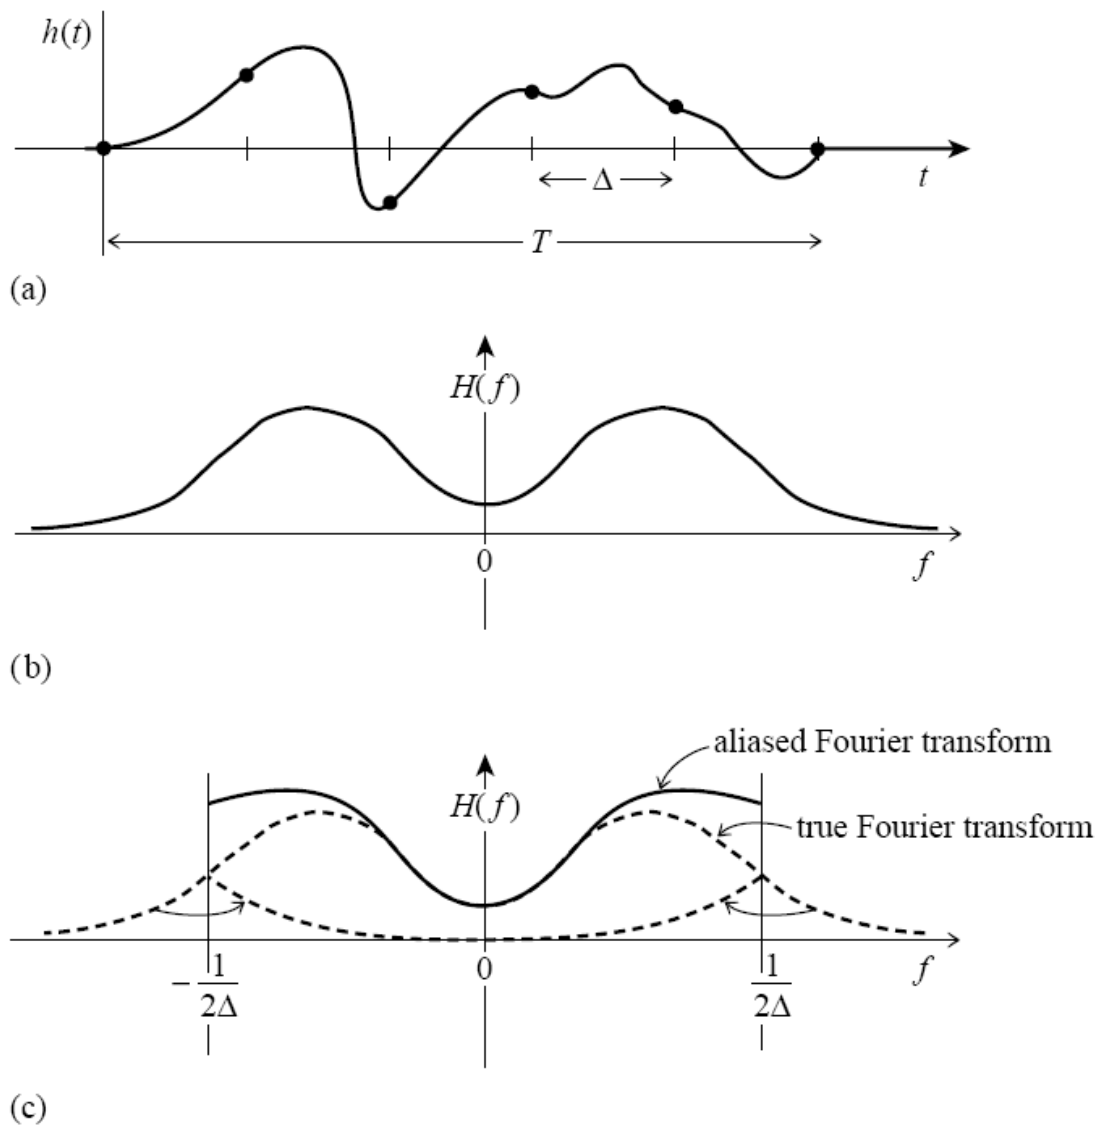 h(t)
Δ
t
T
(a)
H(f)
0
f
(b)
aliased Fourier transform
H(f)
true Fourier transform
0
f
− 1/2Δ
1/2Δ
(c)